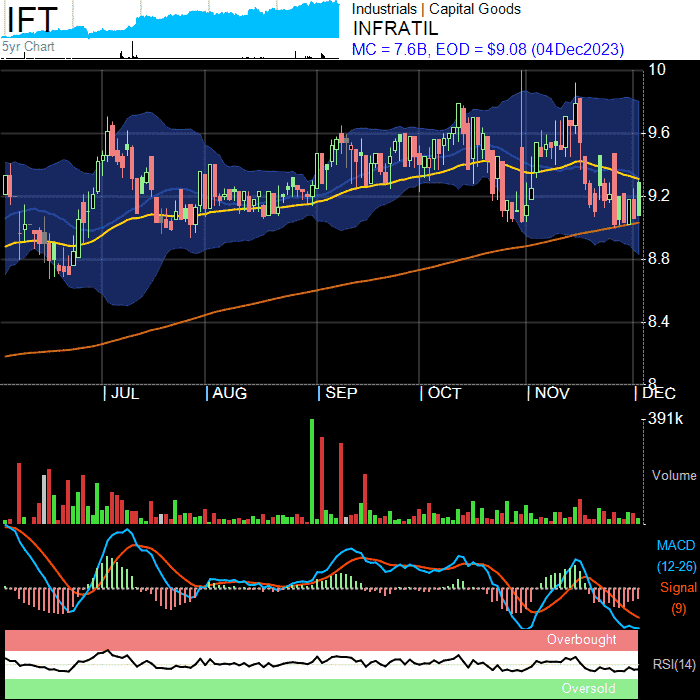 IFT
5yr Chart
Industrials | Capital Goods
INFRATIL
MC = 7.6B, EOD = $9.08 (04Dec2023)
10
9.6
9.2
8.8
8.4
8
JUL AUG SEP OCT NOV DEC
391k
Volume
MACD
(12-26)
Signal
(9)
Overbought
RSI(14)
Oversold